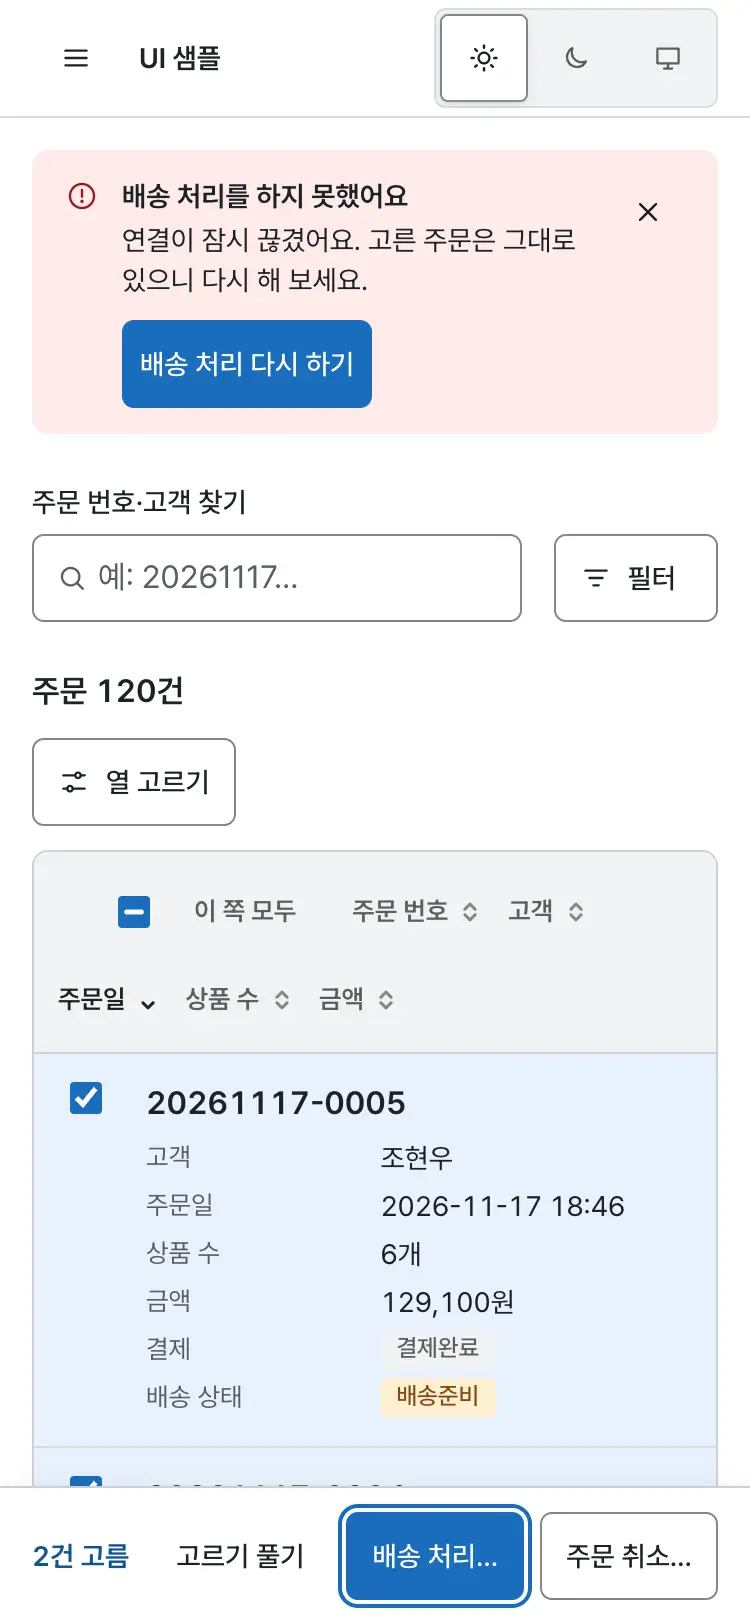 UI 샘플
배송 처리를 하지 못했어요
연결이 잠시 끊겼어요. 고른 주문은 그대로
있으니 다시 해 보세요.
배송 처리 다시 하기
주문 번호·고객 찾기
예: 20261117...
필터
주문 120건
열 고르기
이 쪽 모두 주문 번호 고객
주문일 상품 수 금액
20261117-0005
고객 조현우
주문일 2026-11-17 18:46
상품 수 6개
금액 129,100원
결제 결제완료
배송 상태 배송준비
2건 고름 고르기 풀기 배송 처리... 주문 취소...